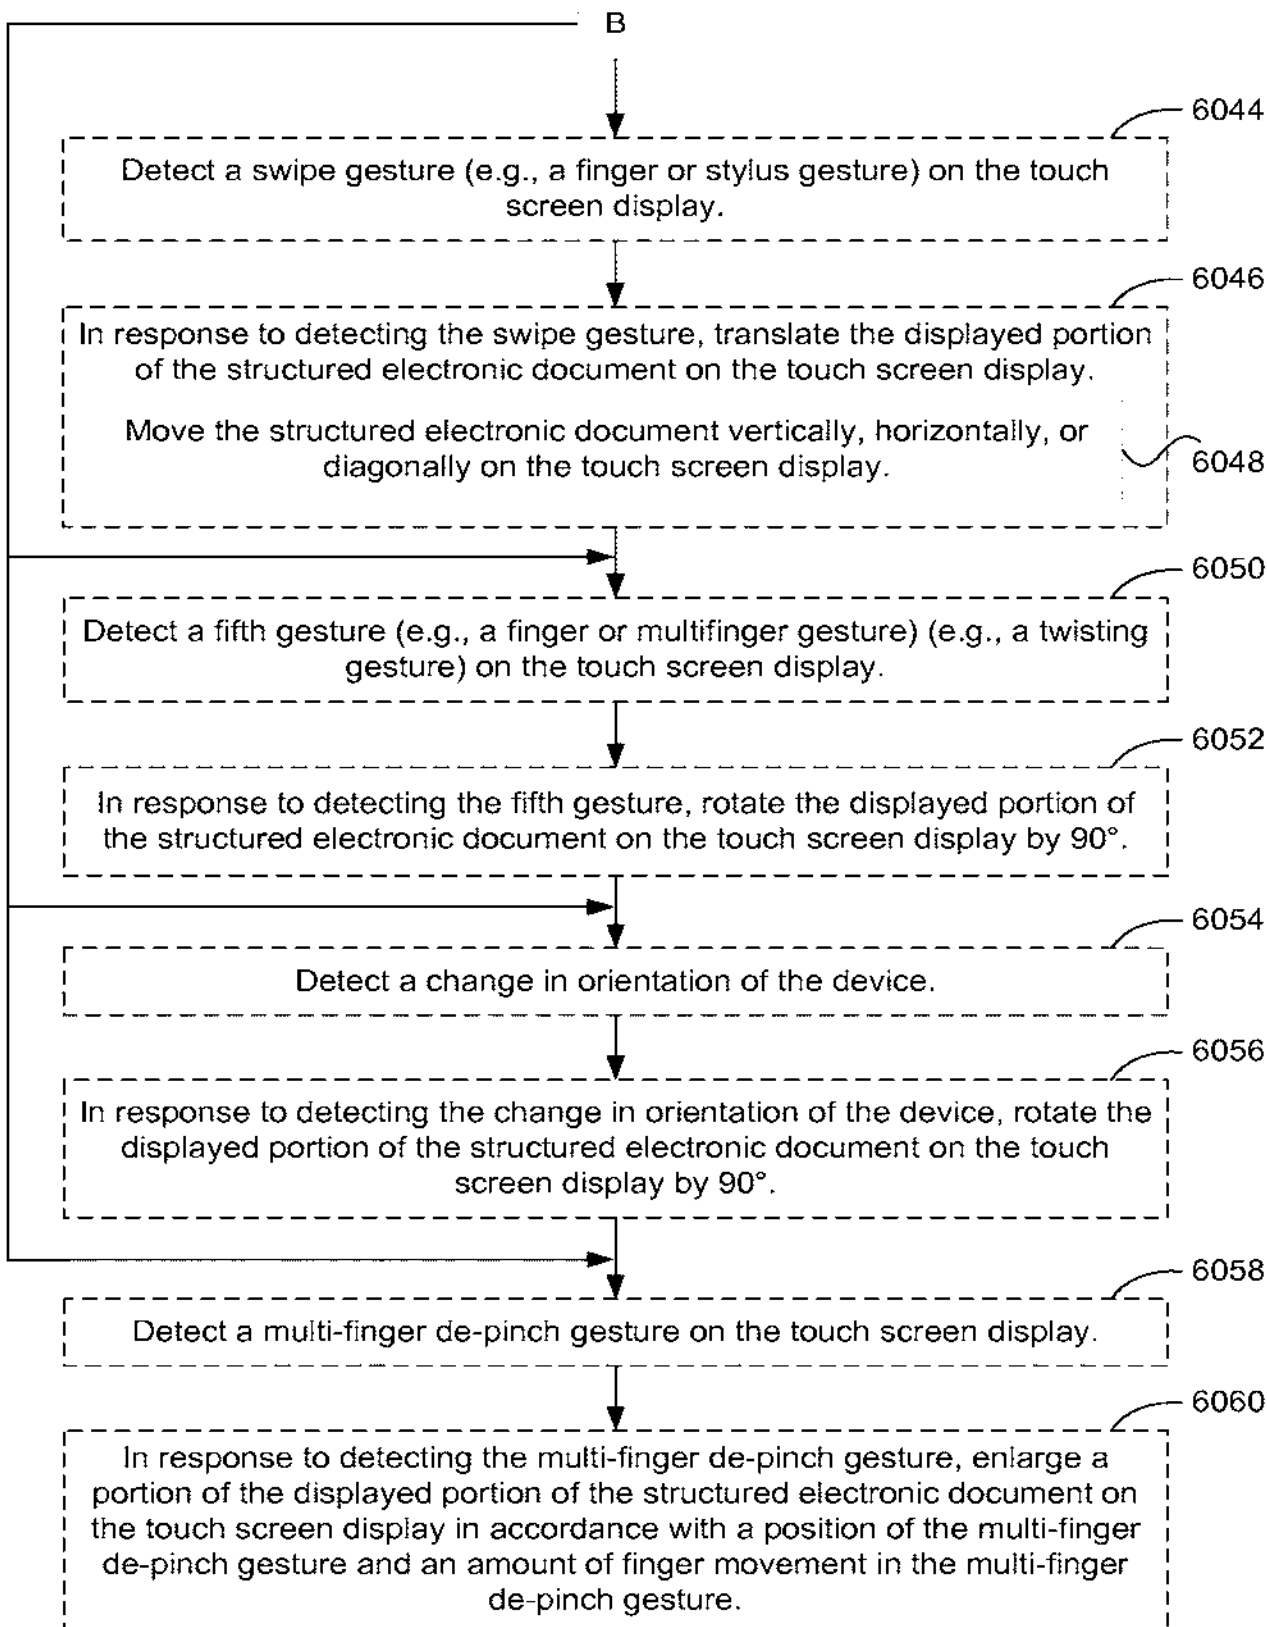 B
6044
Detect a swipe gesture (e.g., a finger or stylus gesture) on the touch
screen display.
6046
In response to detecting the swipe gesture, translate the displayed portion
of the structured electronic document on the touch screen display.
Move the structured electronic document vertically, horizontally, or
diagonally on the touch screen display.
6048
6050
Detect a fifth gesture (e.g., a finger or multifinger gesture) (e.g., a twisting
gesture) on the touch screen display.
6052
In response to detecting the fifth gesture, rotate the displayed portion of
the structured electronic document on the touch screen display by 90°.
6054
Detect a change in orientation of the device.
6056
In response to detecting the change in orientation of the device, rotate the
displayed portion of the structured electronic document on the touch
screen display by 90°.
6058
Detect a multi-finger de-pinch gesture on the touch screen display.
6060
In response to detecting the multi-finger de-pinch gesture, enlarge a
portion of the displayed portion of the structured electronic document on
the touch screen display in accordance with a position of the multi-finger
de-pinch gesture and an amount of finger movement in the multi-finger
de-pinch gesture.